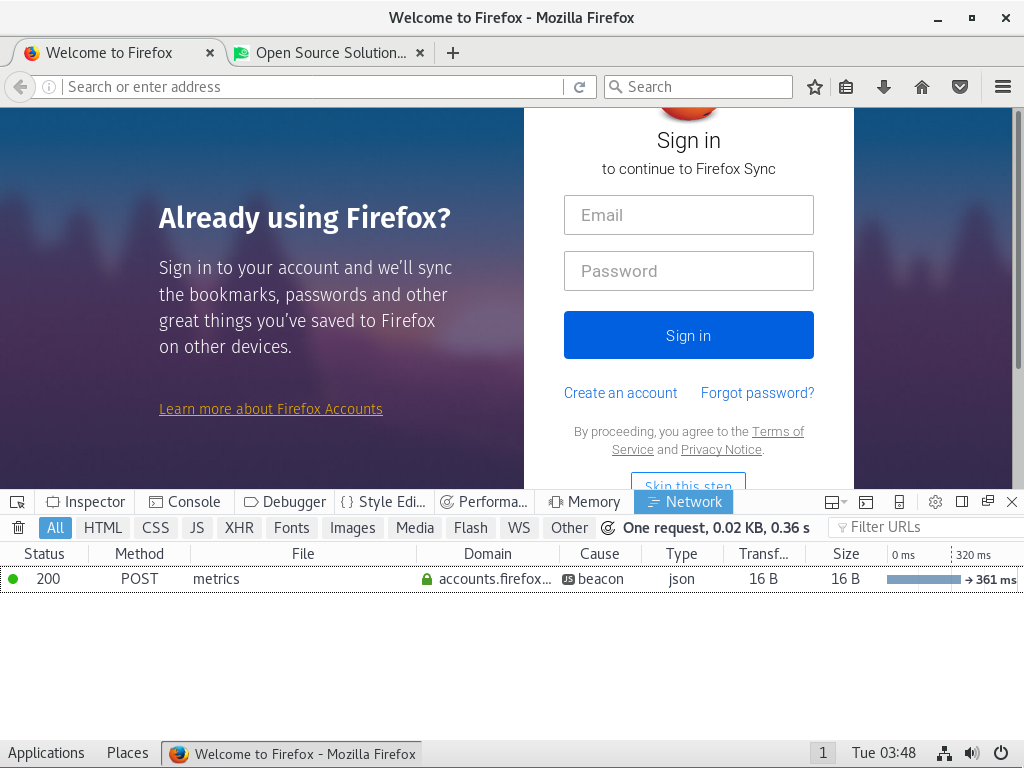 Welcome to Firefox - Mozilla Firefox
Welcome to Firefox
Open Source Solution...
Search or enter address
Search
Sign in
to continue to Firefox Sync
Email
Password
Sign in
Create an account
Forgot password?
By proceeding, you agree to the Terms of
Service and Privacy Notice.
Skip this step
Already using Firefox?
Sign in to your account and we’ll sync
the bookmarks, passwords and other
great things you’ve saved to Firefox
on other devices.
Learn more about Firefox Accounts
Inspector Console Debugger Style Edi... Performa... Memory Network
All HTML CSS JS XHR Fonts Images Media Flash WS Other One request, 0.02 KB, 0.36 s Filter URLs
Status Method File Domain Cause Type Transf... Size 0 ms 320 ms
200 POST metrics accounts.firefox... JS beacon json 16 B 16 B → 361 ms
Applications Places Welcome to Firefox - Mozilla Firefox 1 Tue 03:48